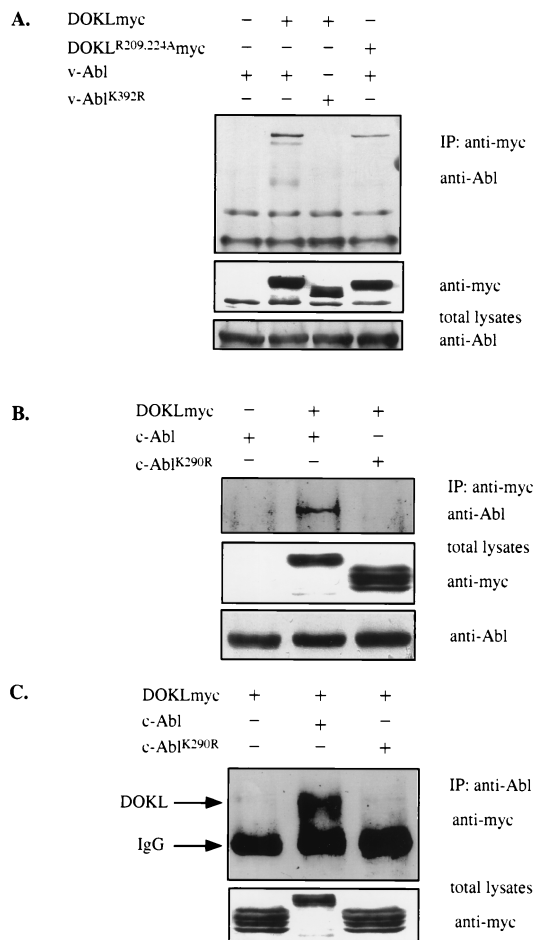 A.
DOKLmyc – + + –
DOKLR209.224Amyc – – – +
v-Abl + + – +
v-AblK392R – – + –
IP: anti-myc
anti-Abl
anti-myc
total lysates
anti-Abl
B.
DOKLmyc – + +
c-Abl + + –
c-AblK290R – – +
IP: anti-myc
anti-Abl
total lysates
anti-myc
anti-Abl
C.
DOKLmyc + + +
c-Abl – + –
c-AblK290R – – +
IP: anti-Abl
DOKL
anti-myc
IgG
total lysates
anti-myc